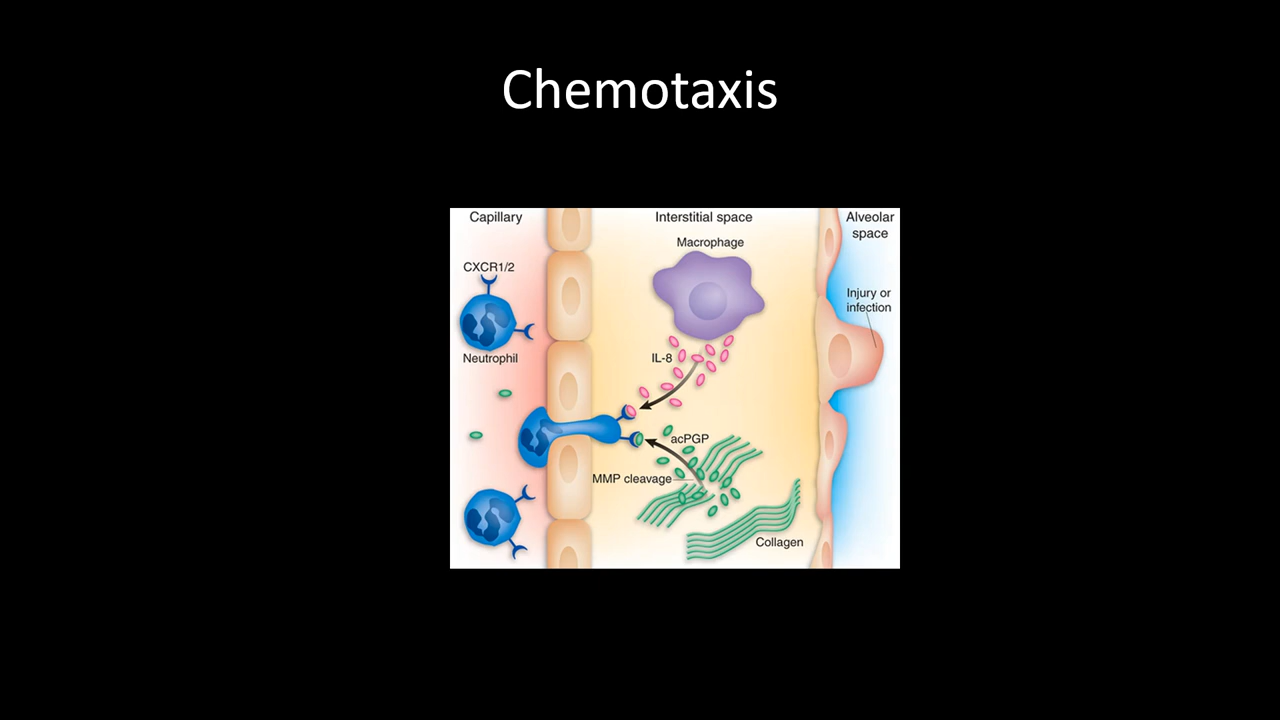 Chemotaxis
Capillary
Interstitial space
Alveolar
space
Macrophage
CXCR1/2
Injury or
infection
Neutrophil
IL-8
acPGP
MMP cleavage
Collagen